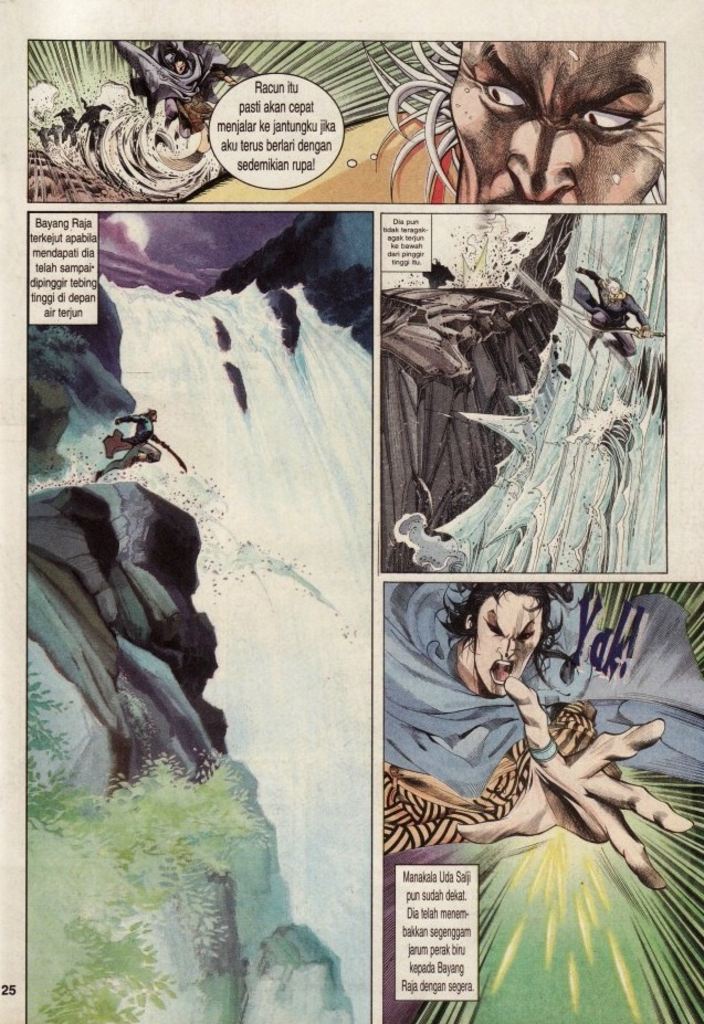 Racun itu
pasti akan cepat
menjalar ke jantungku jika
aku terus berlari dengan
sedemikian rupa!
Bayang Raja
terkejut apabila
mendapati dia
telah sampai-
dipinggir tebing
tinggi di depan
air terjun
Dia pun
tidak teragak-
agak terjun
ke bawah
dari pinggir
tinggi itu.
Yah!
Manakala Uda Salji
pun sudah dekat.
Dia telah menem-
bakkan segenggam
jarum perak biru
kepada Bayang
Raja dengan segera.
25